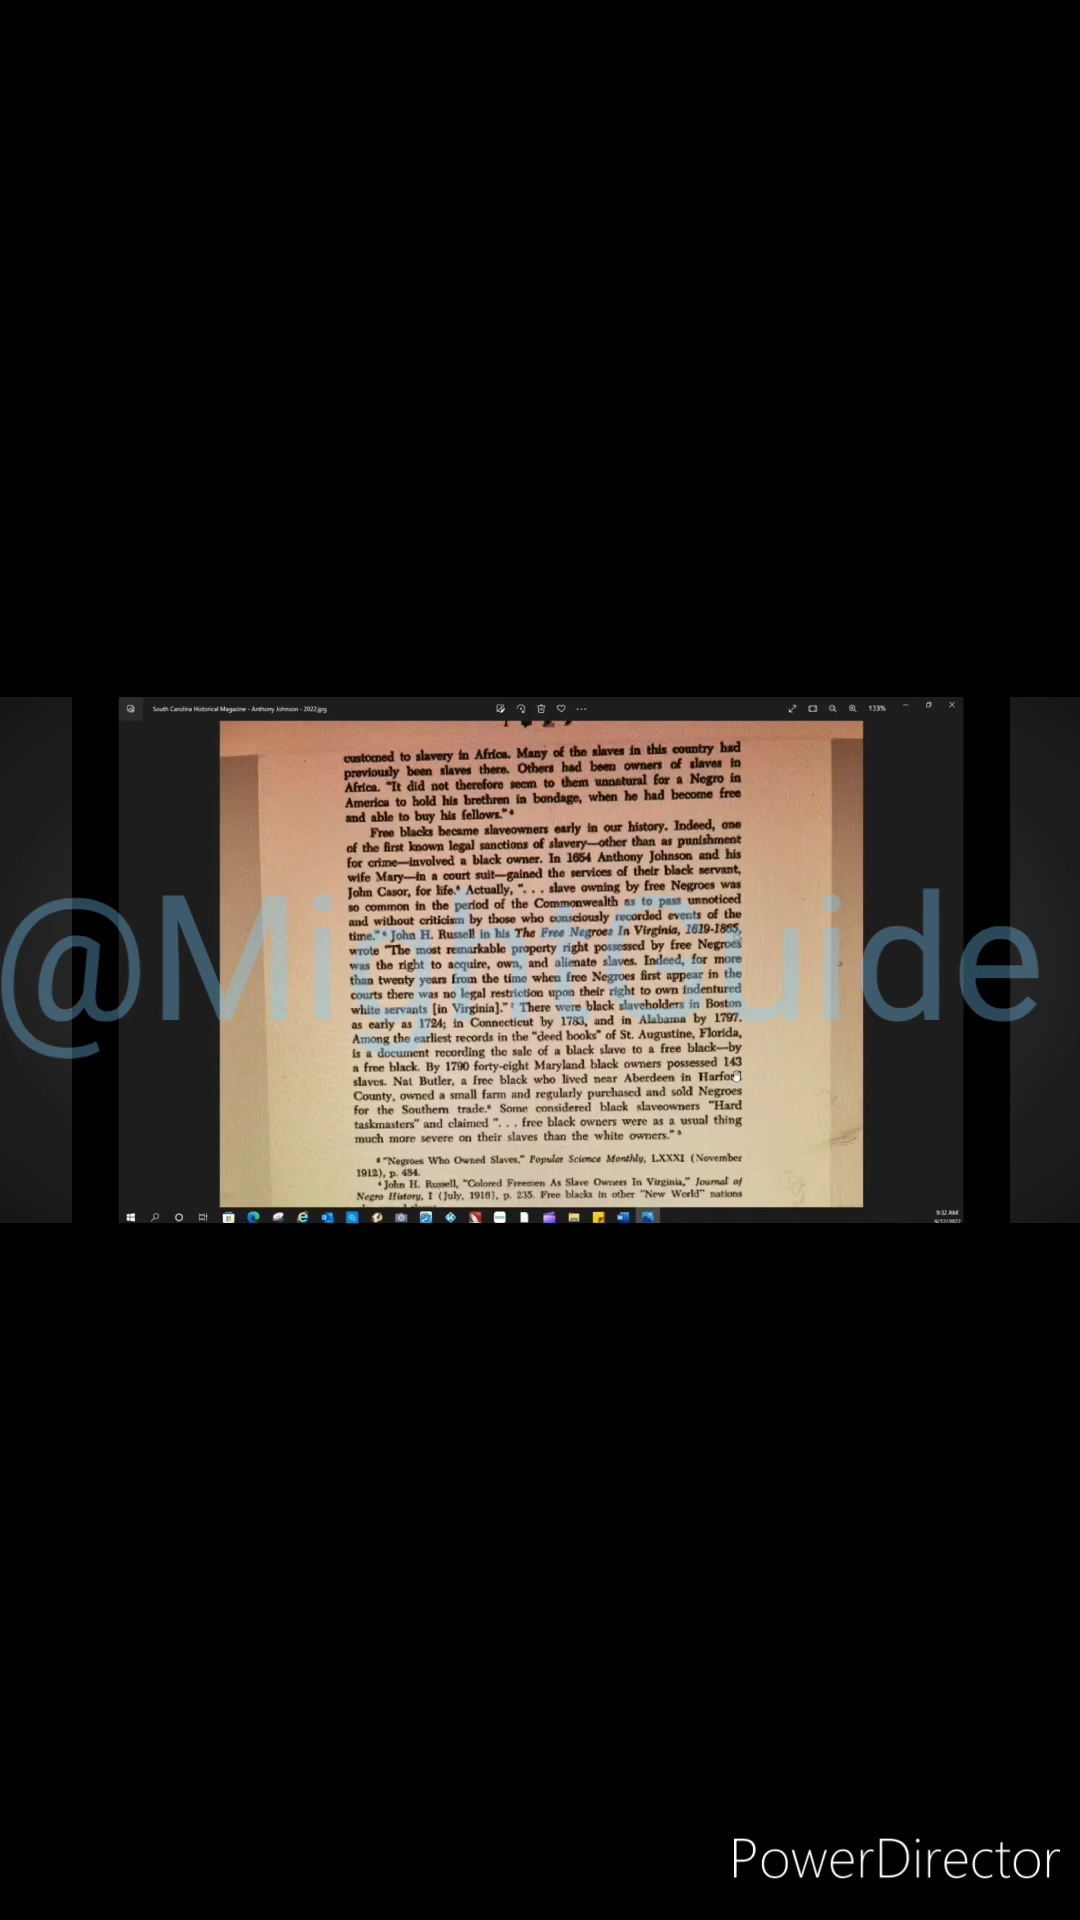 South Carolina Historical Magazine - Anthony Johnson - 2022.jpg
133%
customed to slavery in Africa. Many of the slaves in this country had
previously been slaves there. Others had been owners of slaves in
Africa. "It did not therefore seem to them unnatural for a Negro in
America to hold his brethren in bondage, when he had become free
and able to buy his fellows."⁴
Free blacks became slaveowners early in our history. Indeed, one
of the first known legal sanctions of slavery—other than as punishment
for crime—involved a black owner. In 1654 Anthony Johnson and his
wife Mary—in a court suit—gained the services of their black servant,
John Casor, for life. Actually, ". . . slave owning by free Negroes was
so common in the period of the Commonwealth as to pass unnoticed
and without criticism by those who consciously recorded events of the
time." John H. Russell in his The Free Negroes In Virginia, 1619-1865,
wrote "The most remarkable property right possessed by free Negroes
was the right to acquire, own, and alienate slaves. Indeed, for more
than twenty years from the time when free Negroes first appear in the
courts there was no legal restriction upon their right to own indentured
white servants [in Virginia]." There were black slaveholders in Boston
as early as 1724; in Connecticut by 1783, and in Alabama by 1797.
Among the earliest records in the "deed books" of St. Augustine, Florida,
is a document recording the sale of a black slave to a free black—by
a free black. By 1790 forty-eight Maryland black owners possessed 143
slaves. Nat Butler, a free black who lived near Aberdeen in Harford
County, owned a small farm and regularly purchased and sold Negroes
for the Southern trade. Some considered black slaveowners "Hard
taskmasters" and claimed ". . . free black owners were as a usual thing
much more severe on their slaves than the white owners."
³ "Negroes Who Owned Slaves," Popular Science Monthly, LXXXI (November
1912), p. 484.
⁴ John H. Russell, "Colored Freemen As Slave Owners In Virginia," Journal of
Negro History, I (July, 1916), p. 235. Free blacks in other "New World" nations
9:32 AM
PowerDirector